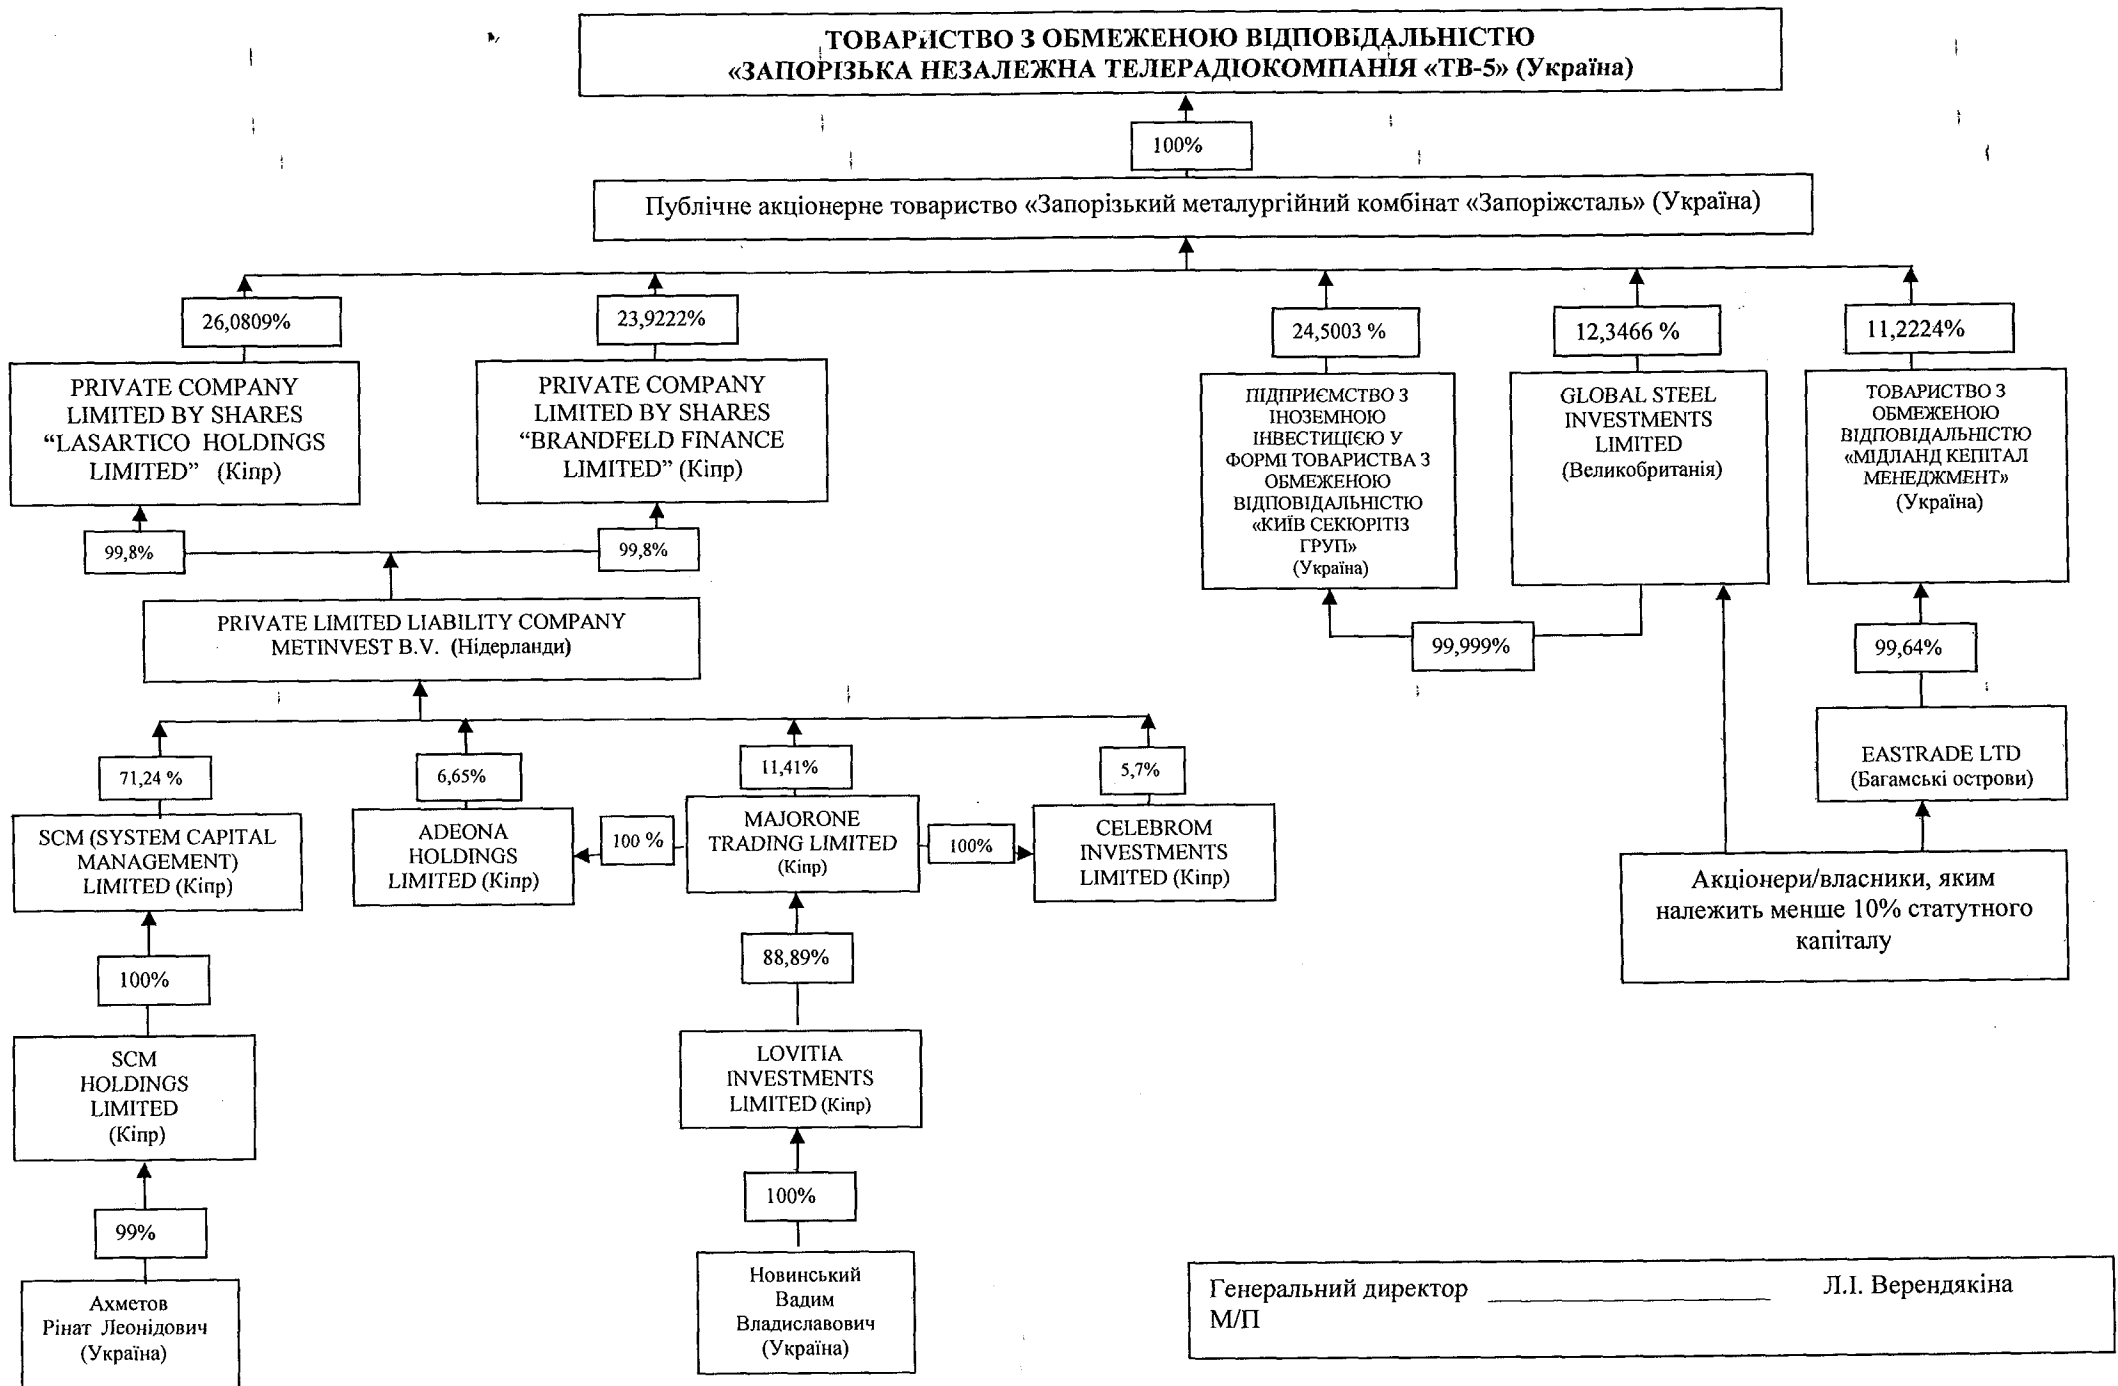 ТОВАРИСТВО З ОБМЕЖЕНОЮ ВІДПОВІДАЛЬНІСТЮ
«ЗАПОРІЗЬКА НЕЗАЛЕЖНА ТЕЛЕРАДІОКОМПАНІЯ «ТВ-5» (Україна)
100%
Публічне акціонерне товариство «Запорізький металургійний комбінат «Запоріжсталь» (Україна)
26,0809%
23,9222%
24,5003 %
12,3466 %
11,2224%
PRIVATE COMPANY
LIMITED BY SHARES
“LASARTICO HOLDINGS
LIMITED” (Кіпр)
PRIVATE COMPANY
LIMITED BY SHARES
“BRANDFELD FINANCE
LIMITED” (Кіпр)
ПІДПРИЄМСТВО З
ІНОЗЕМНОЮ
ІНВЕСТИЦІЄЮ У
ФОРМІ ТОВАРИСТВА З
ОБМЕЖЕНОЮ
ВІДПОВІДАЛЬНІСТЮ
«КИЇВ СЕКЮРІТІЗ
ГРУП»
(Україна)
GLOBAL STEEL
INVESTMENTS
LIMITED
(Великобританія)
ТОВАРИСТВО З
ОБМЕЖЕНОЮ
ВІДПОВІДАЛЬНІСТЮ
«МІДЛАНД КЕПІТАЛ
МЕНЕДЖМЕНТ»
(Україна)
99,8%
99,8%
99,999%
99,64%
PRIVATE LIMITED LIABILITY COMPANY
METINVEST B.V. (Нідерланди)
EASTRADE LTD
(Багамські острови)
71,24 %
6,65%
11,41%
5,7%
SCM (SYSTEM CAPITAL
MANAGEMENT)
LIMITED (Кіпр)
ADEONA
HOLDINGS
LIMITED (Кіпр)
100 %
MAJORONE
TRADING LIMITED
(Кіпр)
100%
CELEBROM
INVESTMENTS
LIMITED (Кіпр)
Акціонери/власники, яким
належить менше 10% статутного
капіталу
100%
88,89%
SCM
HOLDINGS
LIMITED
(Кіпр)
LOVITIA
INVESTMENTS
LIMITED (Кіпр)
99%
100%
Ахметов
Рінат Леонідович
(Україна)
Новинський
Вадим
Владиславович
(Україна)
Генеральний директор ____________________ Л.І. Верендякіна
М/П